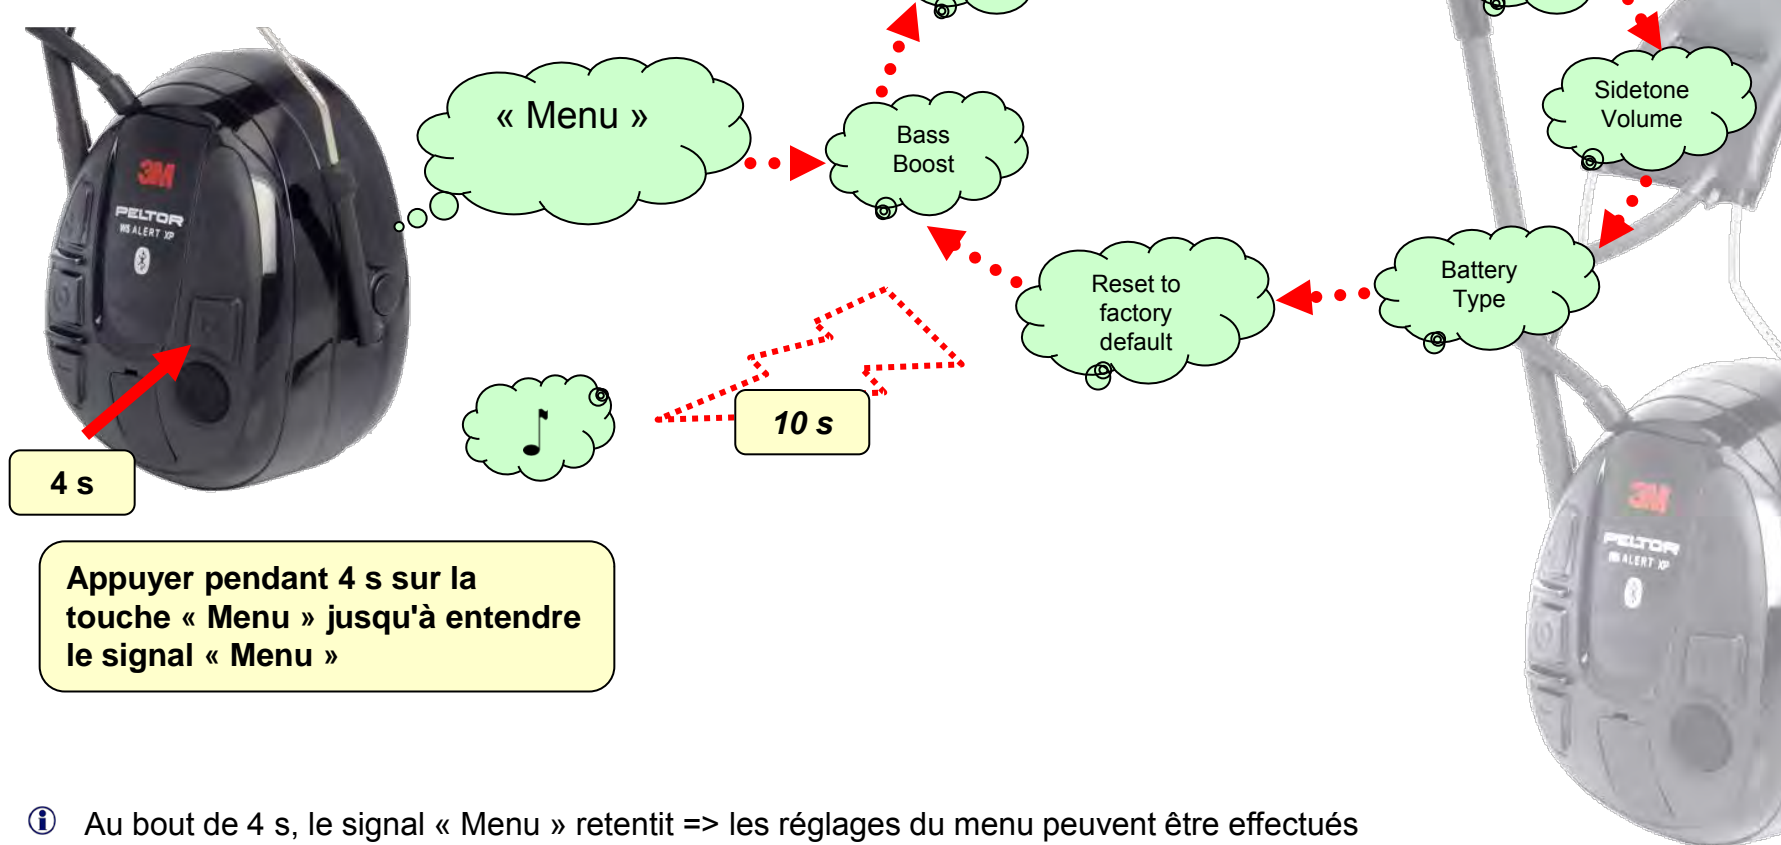 « Menu »
Bass
Boost
Sidetone
Volume
Battery
Type
Reset to
factory
default
3M
PELTOR
WS ALERT XP
10 s
4 s
Appuyer pendant 4 s sur la
touche « Menu » jusqu'à entendre
le signal « Menu »
3M
PELTOR
WS ALERT XP
Au bout de 4 s, le signal « Menu » retentit => les réglages du menu peuvent être effectués